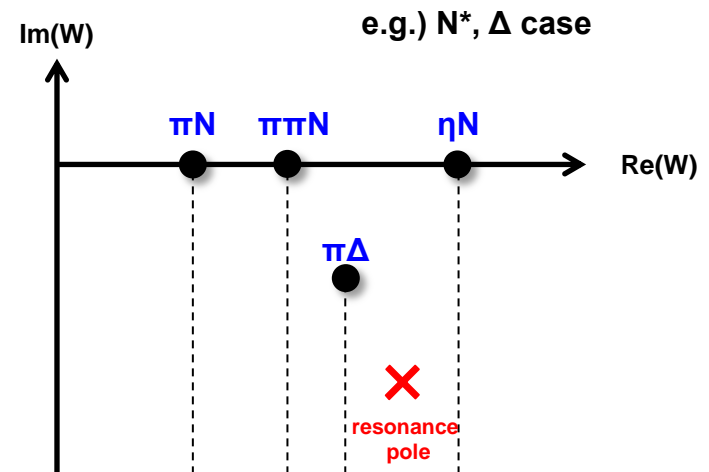 e.g.) N*, Δ case
Im(W)
πN
ππN
ηN
Re(W)
πΔ
resonance
pole